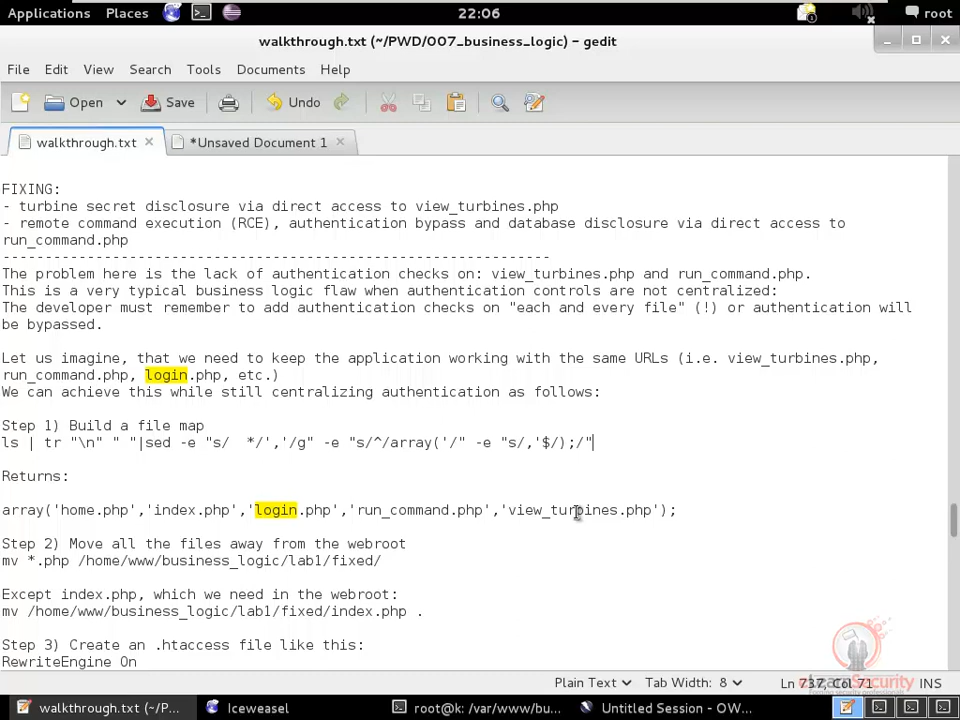 Applications Places 22:06 root
walkthrough.txt (~/PWD/007_business_logic) - gedit
File Edit View Search Tools Documents Help
Open Save Undo
walkthrough.txt *Unsaved Document 1
FIXING:
- turbine secret disclosure via direct access to view_turbines.php
- remote command execution (RCE), authentication bypass and database disclosure via direct access to
run_command.php
-----------------------------------------------------------------
The problem here is the lack of authentication checks on: view_turbines.php and run_command.php.
This is a very typical business logic flaw when authentication controls are not centralized:
The developer must remember to add authentication checks on "each and every file" (!) or authentication will
be bypassed.
Let us imagine, that we need to keep the application working with the same URLs (i.e. view_turbines.php,
run_command.php, login.php, etc.)
We can achieve this while still centralizing authentication as follows:
Step 1) Build a file map
ls | tr "\n" " "|sed -e "s/  */','/g" -e "s/^/array('/" -e "s/,'$/);/"
Returns:
array('home.php','index.php','login.php','run_command.php','view_turbines.php');
Step 2) Move all the files away from the webroot
mv *.php /home/www/business_logic/lab1/fixed/
Except index.php, which we need in the webroot:
mv /home/www/business_logic/lab1/fixed/index.php .
Step 3) Create an .htaccess file like this:
RewriteEngine On
eLearnSecurity
Plain Text Tab Width: 8 Ln 737, Col 71 INS
walkthrough.txt (~/P... Iceweasel root@k: /var/www/bu... Untitled Session - OW...